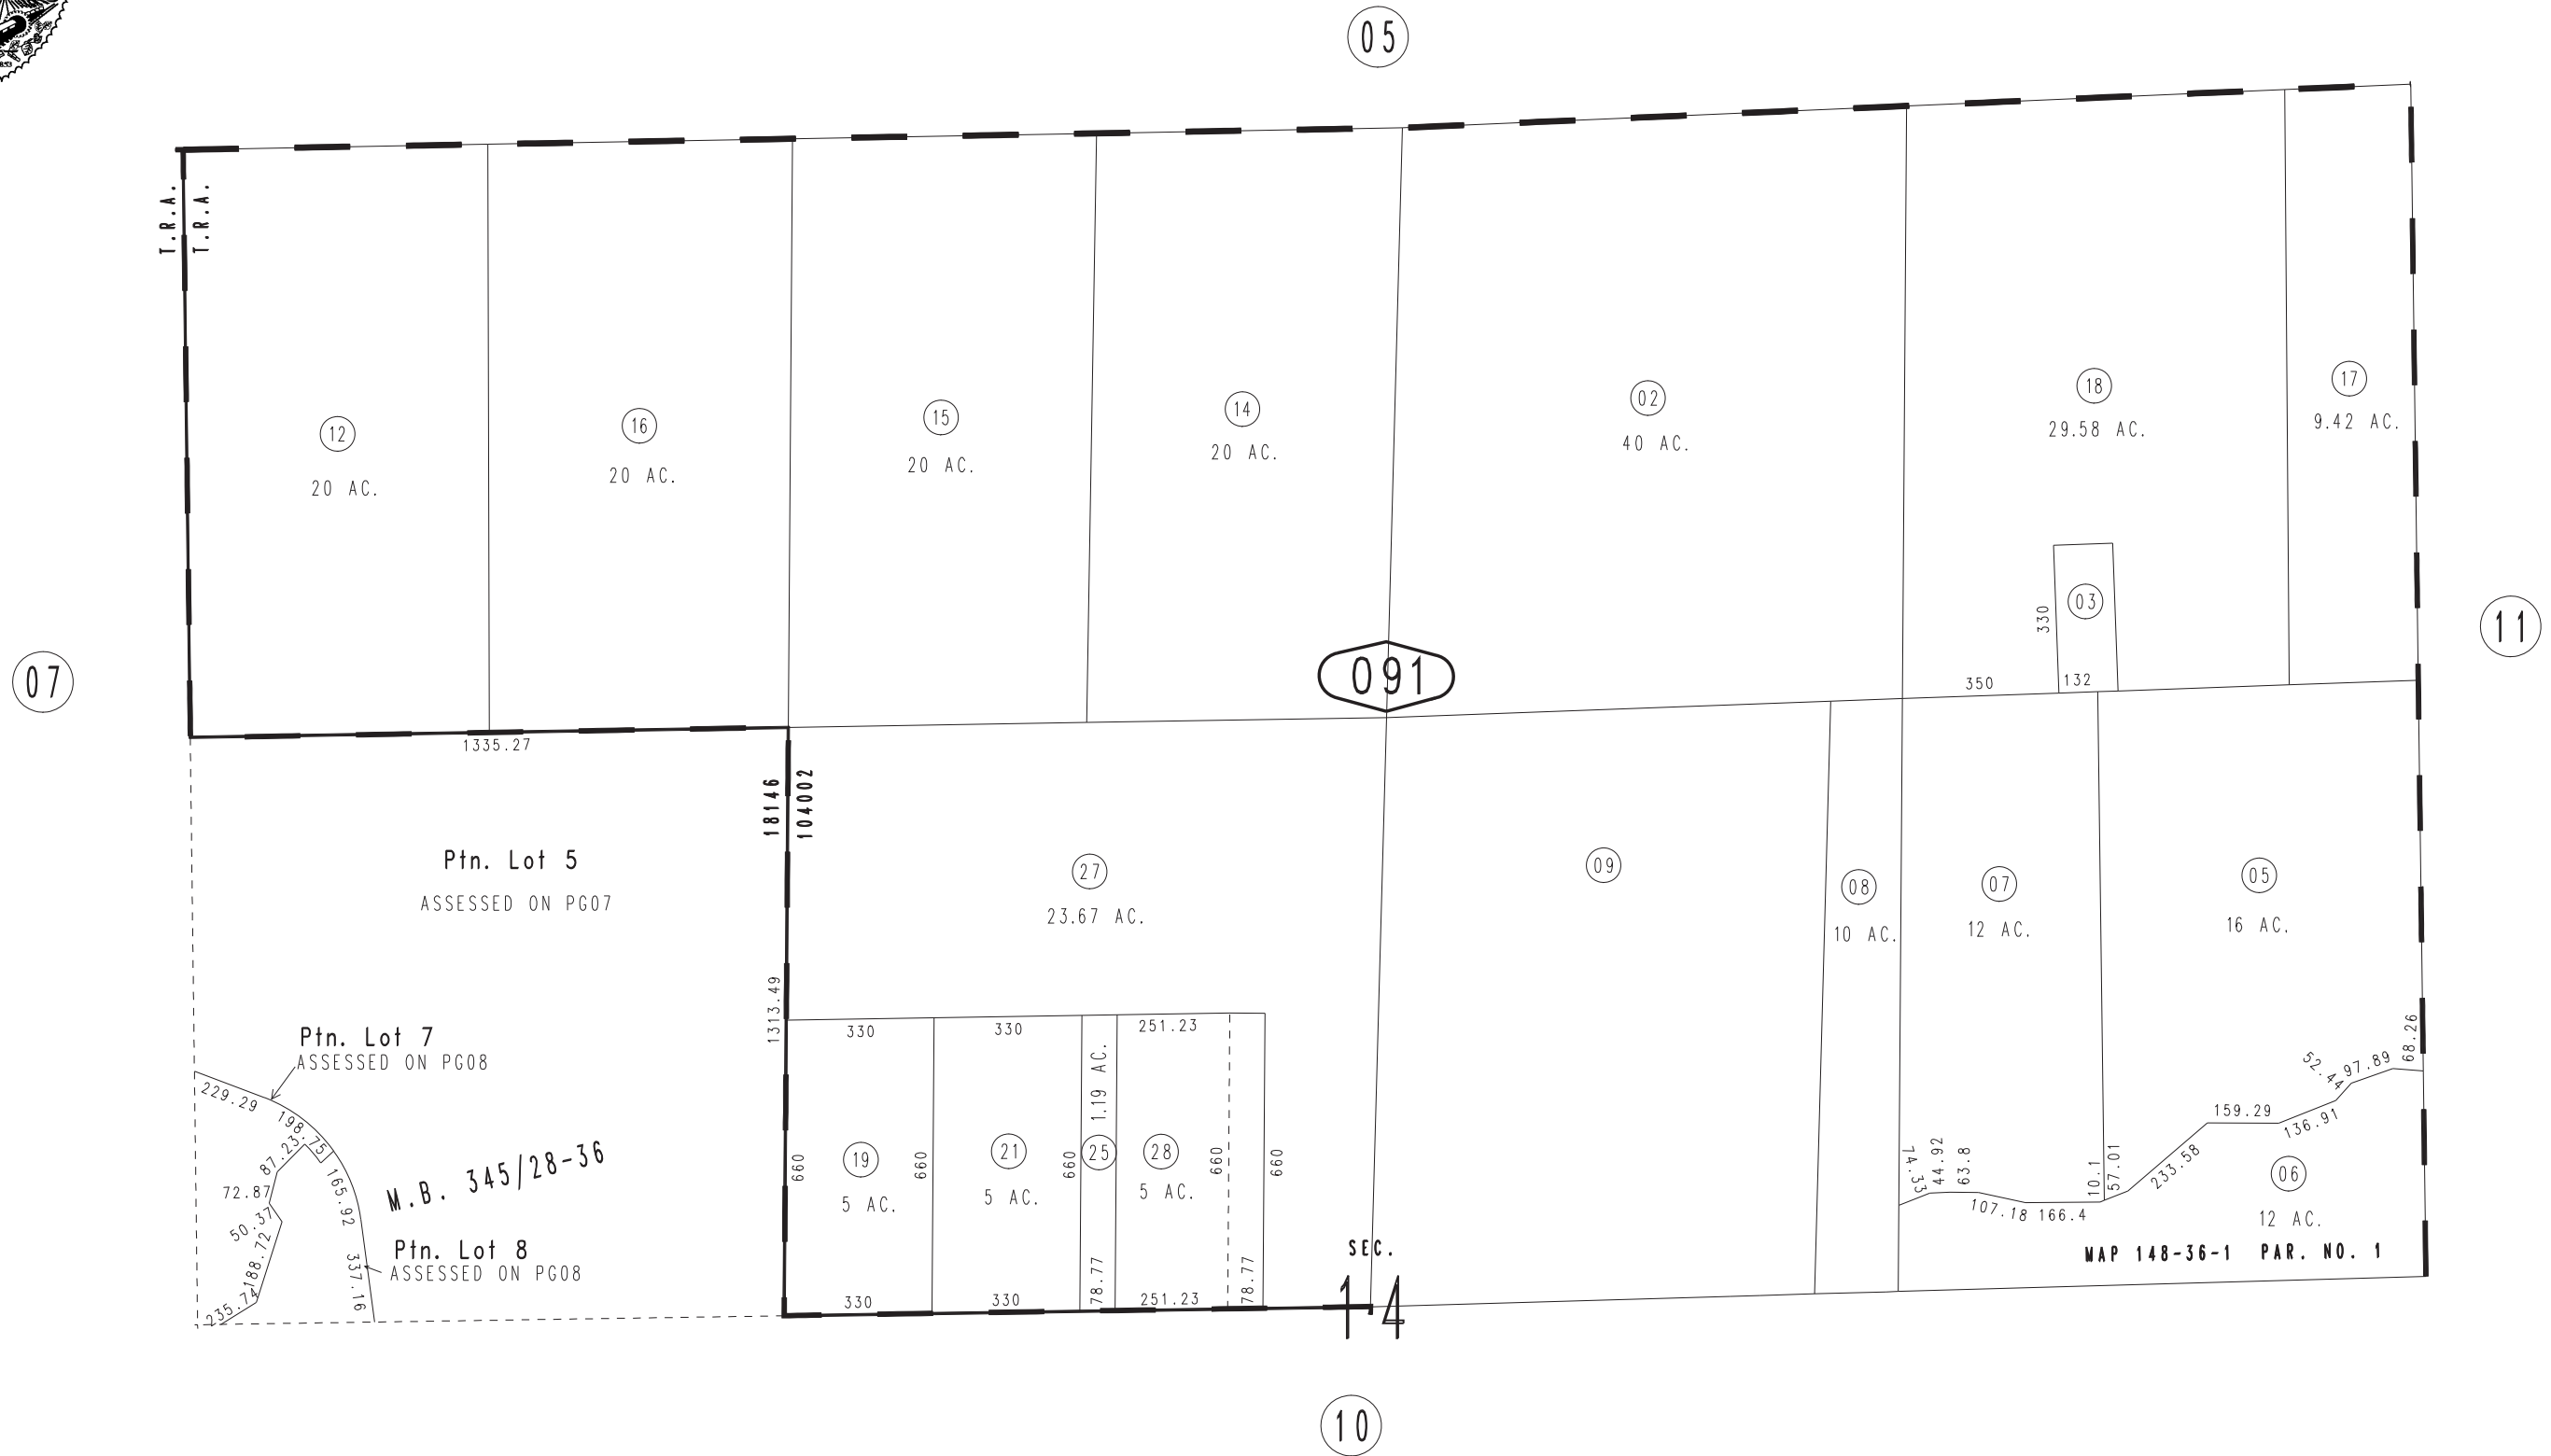 05
T.R.A.
T.R.A.
12
20 AC.
16
20 AC.
15
20 AC.
14
20 AC.
02
40 AC.
18
29.58 AC.
17
9.42 AC.
03
330
350
132
091
07
11
1335.27
18146
104002
1313.49
Ptn. Lot 5
ASSESSED ON PG07
27
23.67 AC.
09
08
10 AC.
07
12 AC.
05
16 AC.
Ptn. Lot 7
ASSESSED ON PG08
229.29
198.75
87.23
72.87
50.37
188.72
235.74
165.92
337.16
M.B. 345/28-36
Ptn. Lot 8
ASSESSED ON PG08
330
330
251.23
660
19
5 AC.
660
21
5 AC.
660
1.19 AC.
25
78.77
28
5 AC.
660
660
78.77
330
330
251.23
74.33
44.92
63.8
107.18
166.4
10.1
57.01
233.58
159.29
136.91
52.44
97.89
68.26
06
12 AC.
MAP 148-36-1 PAR. NO. 1
SEC.
14
10